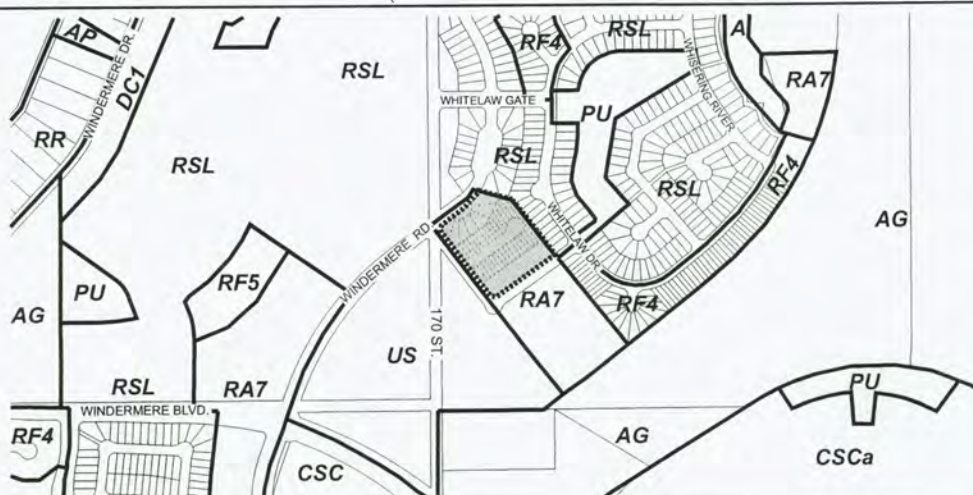 AP
WINDERMERE DR.
DC1
RR
RSL
RSL
RF4
RSL
WHISERING RIVER
A
RA7
WHITELAW GATE
PU
RSL
RSL
RF4
AG
WINDERMERE RD.
WHITELAW DR.
PU
RF5
RA7
RF4
AG
170 ST.
US
RSL
RA7
WINDERMERE BLVD.
PU
RF4
CSC
AG
CSCa